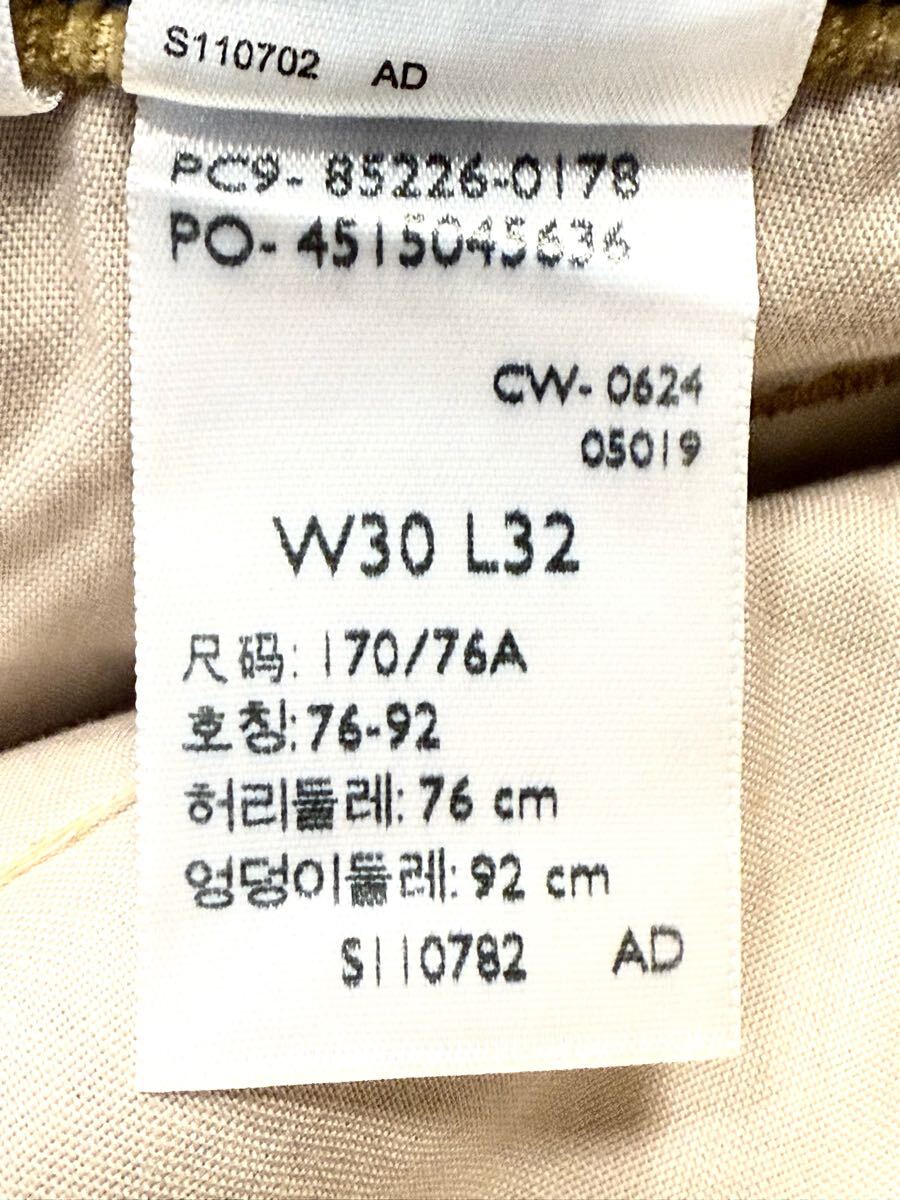 S110702 AD
PC9- 85226-0178
PO- 4515045636
CW- 0624
05019
W30 L32
尺码: 170/76A
호칭: 76-92
허리둘레: 76 cm
엉덩이둘레: 92 cm
S110782 AD